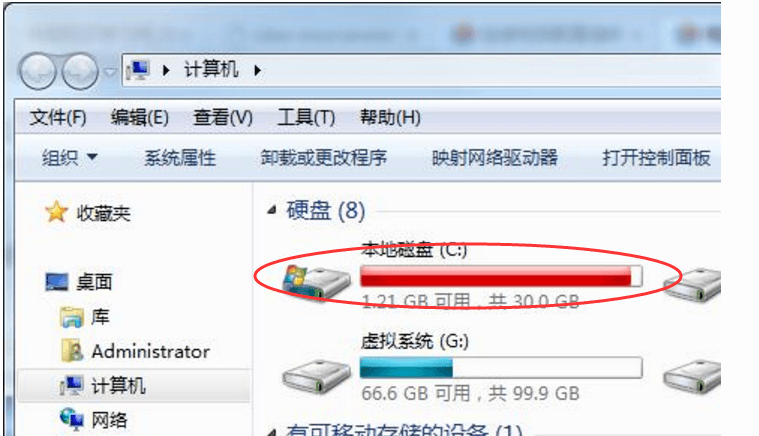 计算机
文件(F) 编辑(E) 查看(V) 工具(T) 帮助(H)
组织 系统属性 卸载或更改程序 映射网络驱动器 打开控制面板
收藏夹
桌面
库
Administrator
计算机
网络
硬盘 (8)
本地磁盘 (C:)
1.21 GB 可用，共 30.0 GB
虚拟系统 (G:)
66.6 GB 可用，共 99.9 GB
有可移动存储的设备 (1)